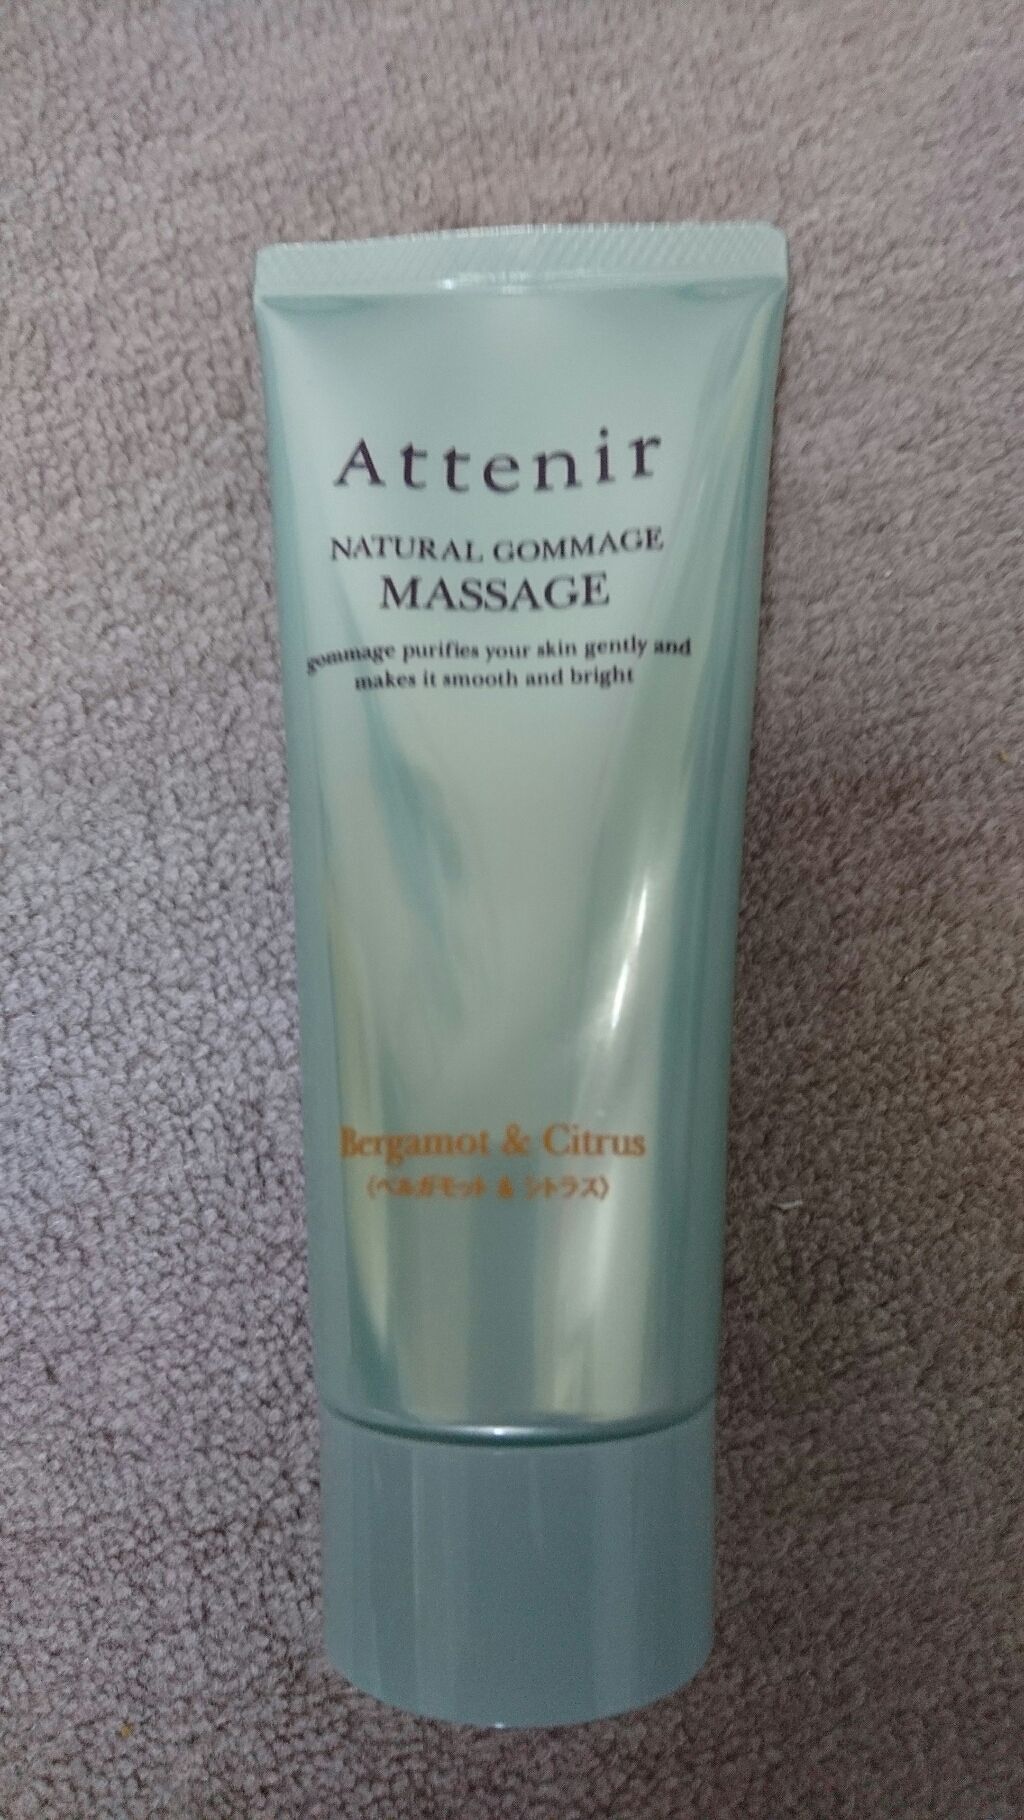 Attenir
NATURAL GOMMAGE
MASSAGE
gommage purifies your skin gently and
makes it smooth and bright
Bergamot & Citrus
〈ベルガモット & シトラス〉